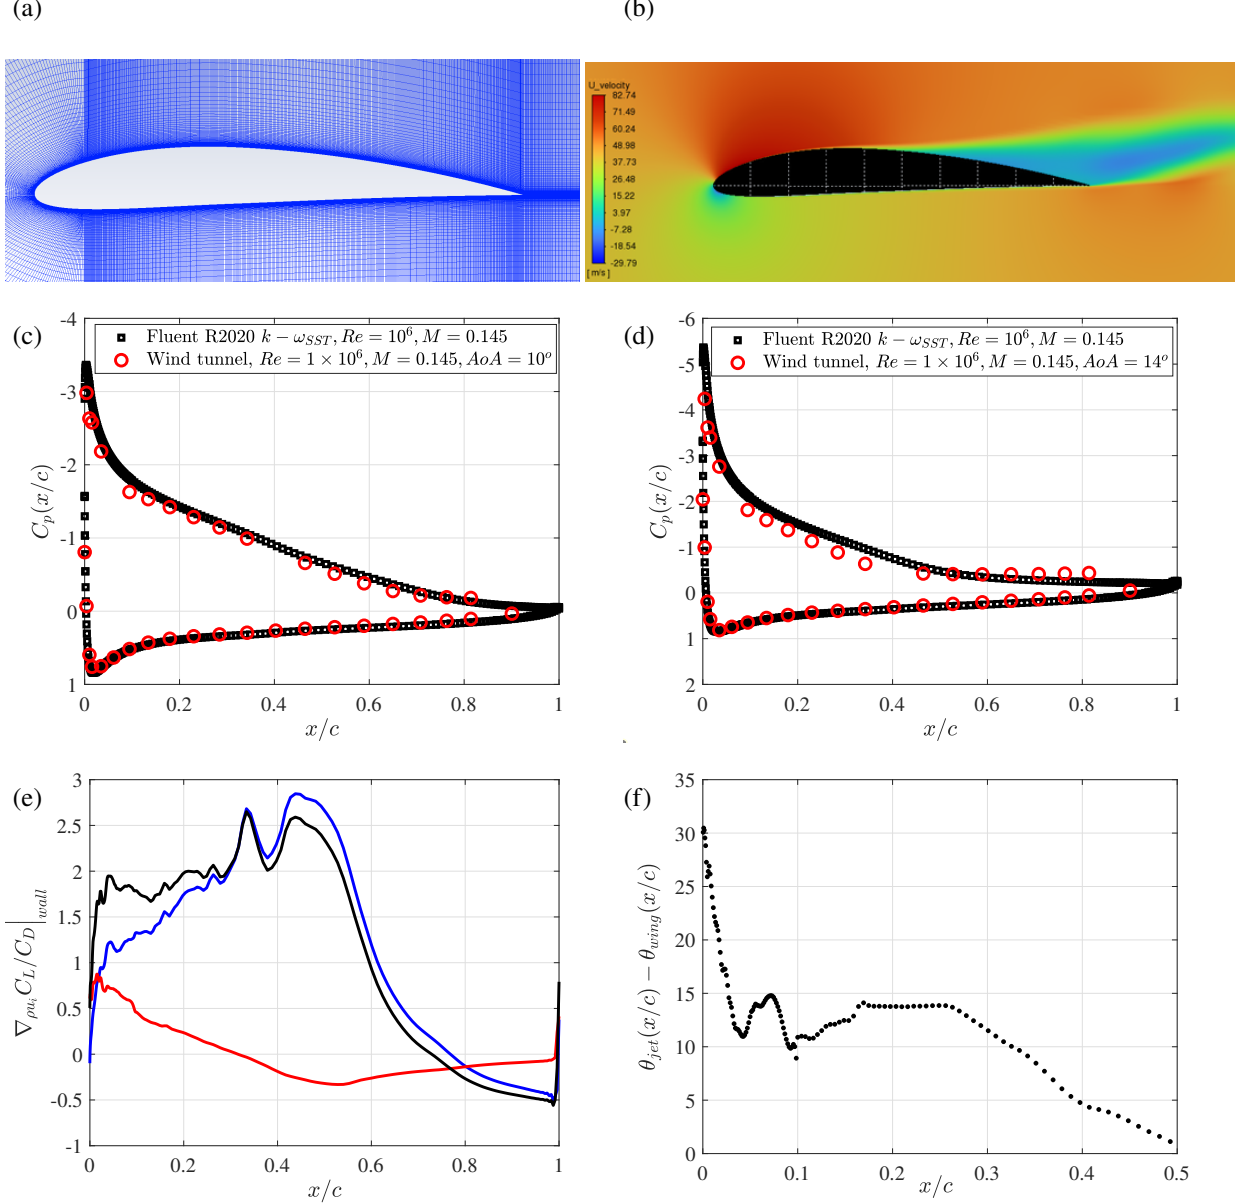 (a)
(b)
U_velocity
82.74
71.49
60.24
48.98
37.73
26.48
15.22
3.97
-7.28
-18.54
-29.79
[ m/s ]
(c)
-4
-3
-2
-1
0
1
C_p(x/c)
Fluent R2020 k − ω_SST, Re = 10^6, M = 0.145
Wind tunnel, Re = 1 × 10^6, M = 0.145, AoA = 10^o
0 0.2 0.4 0.6 0.8 1
x/c
(d)
-6
-5
-4
-3
-2
-1
0
1
2
C_p(x/c)
Fluent R2020 k − ω_SST, Re = 10^6, M = 0.145
Wind tunnel, Re = 1 × 10^6, M = 0.145, AoA = 14^o
0 0.2 0.4 0.6 0.8 1
x/c
(e)
3
2.5
2
1.5
1
0.5
0
-0.5
-1
∇_{ρu_i} C_L/C_D|_wall
0 0.2 0.4 0.6 0.8 1
x/c
(f)
35
30
25
20
15
10
5
0
θ_jet(x/c) − θ_wing(x/c)
0 0.1 0.2 0.3 0.4 0.5
x/c